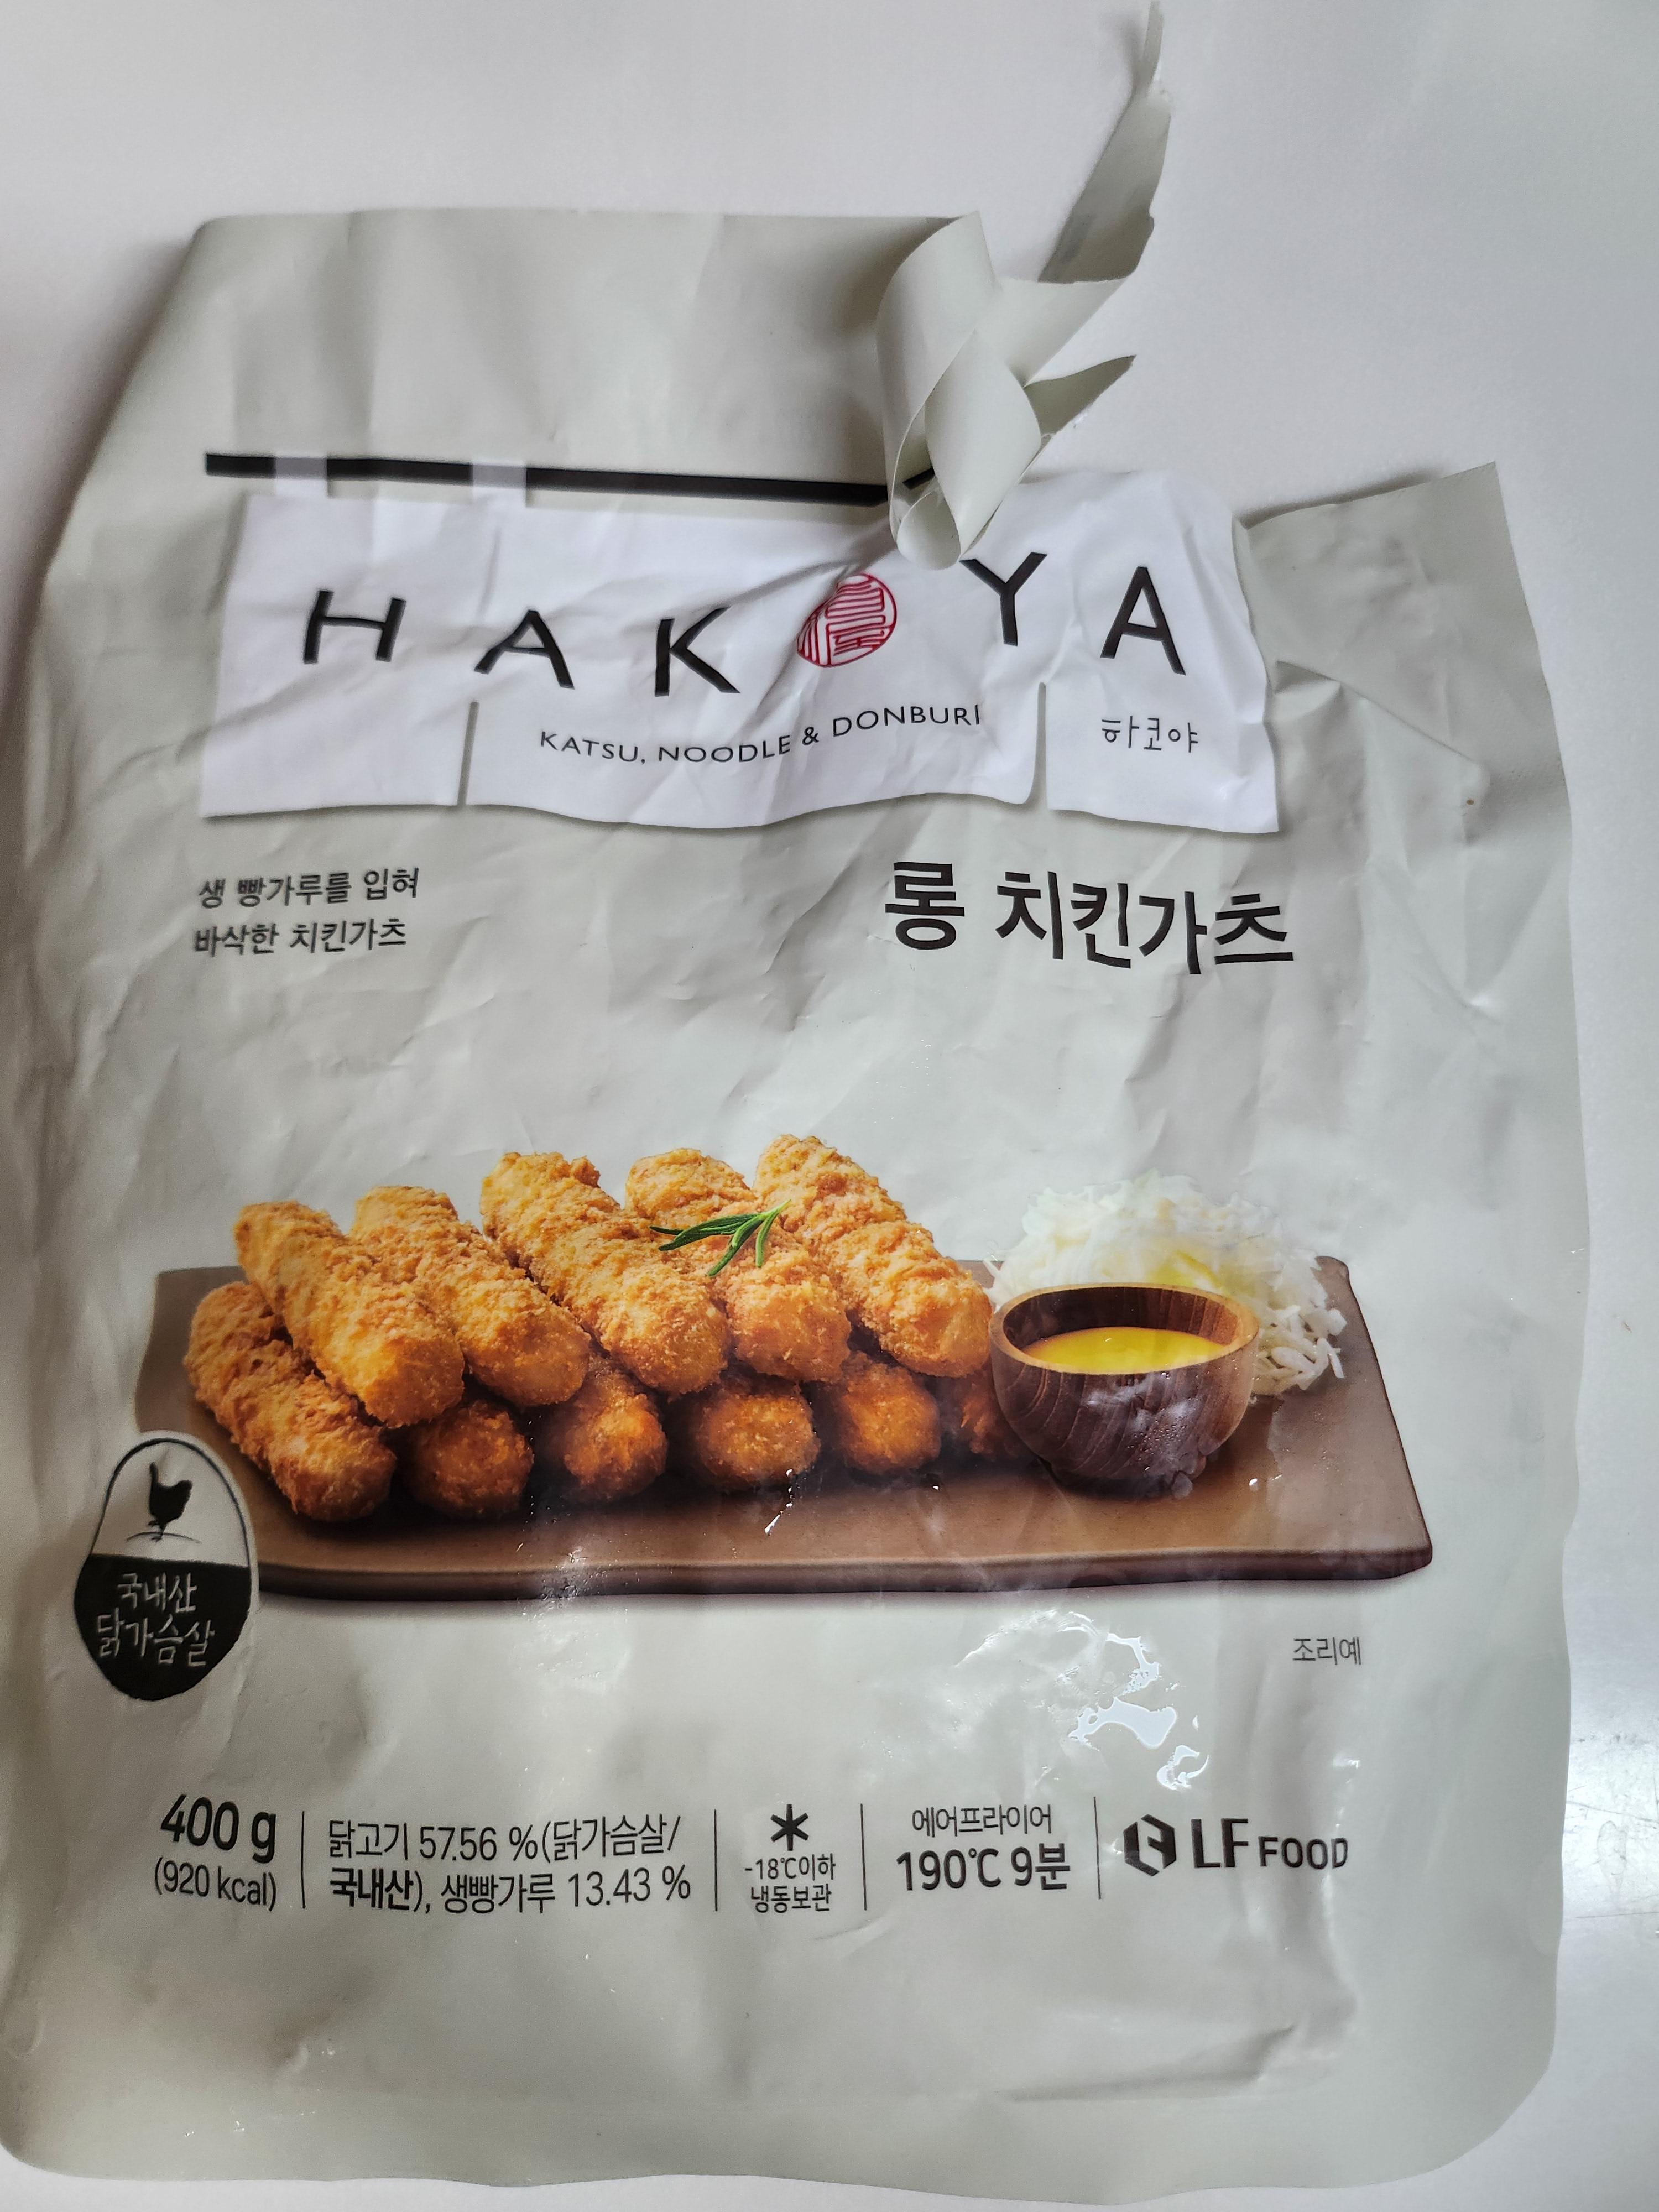 HAK YA
KATSU, NOODLE & DONBURI
하코야
생 빵가루를 입혀
바삭한 치킨가츠
롱 치킨가츠
국내산
닭가슴살
조리예
400 g
(920 kcal)
닭고기 57.56 %(닭가슴살/
국내산), 생빵가루 13.43 %
-18℃이하
냉동보관
에어프라이어
190℃ 9분
LF FOOD